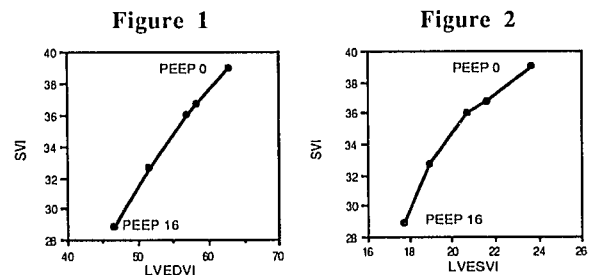 Figure 1
40
38
36
34
32
30
28
SVI
PEEP 0
PEEP 16
40 50 60 70
LVEDVI
Figure 2
40
38
36
34
32
30
28
SVI
PEEP 0
PEEP 16
16 18 20 22 24 26
LVESVI